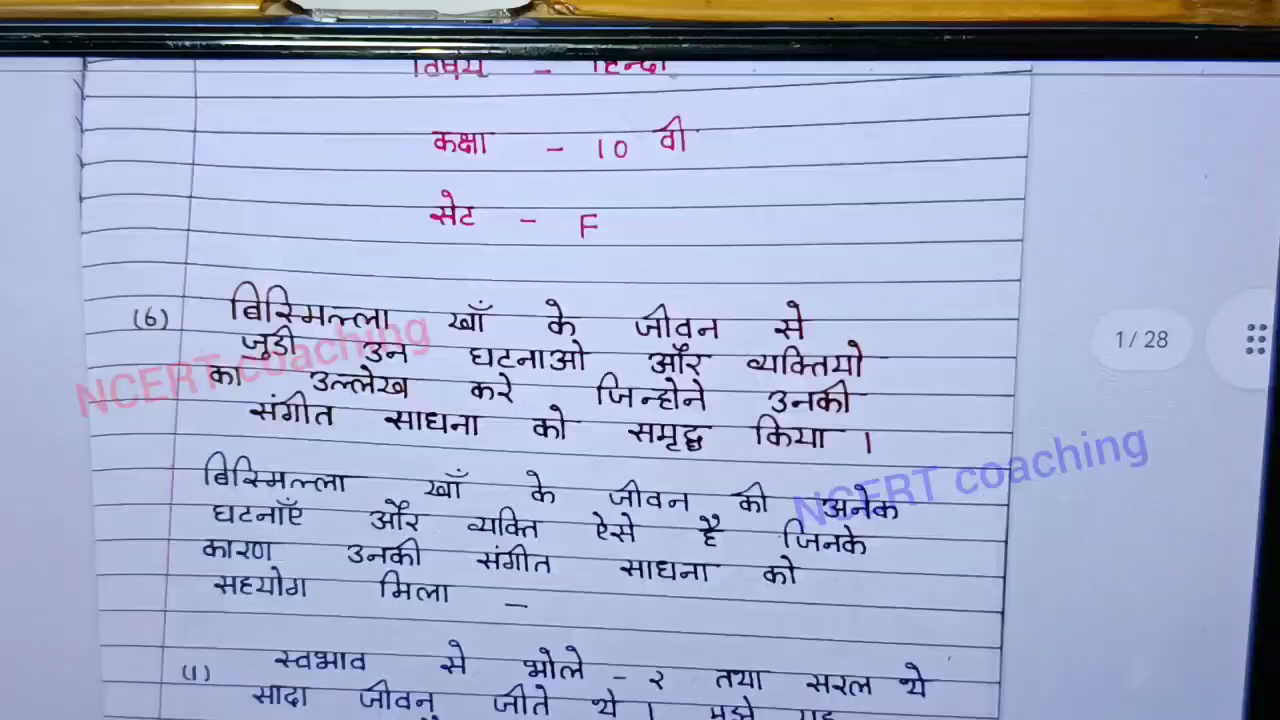 विषय - हिन्दी
कक्षा - 10 वी
सेट - F
(6) बिस्मिल्ला खाँ के जीवन से
जुडी उन घटनाओ और व्यक्तियो
का उल्लेख करे जिन्होने उनकी
संगीत साधना को समृद्ध किया ।
NCERT coaching
1 / 28
बिस्मिल्ला खाँ के जीवन की अनेक
NCERT coaching
घटनाएँ और व्यक्ति ऐसे है जिनके
कारण उनकी संगीत साधना को
सहयोग मिला -
(1) स्वभाव से भोले - २ तथा सरल थे
सादा जीवन जीते थे ।